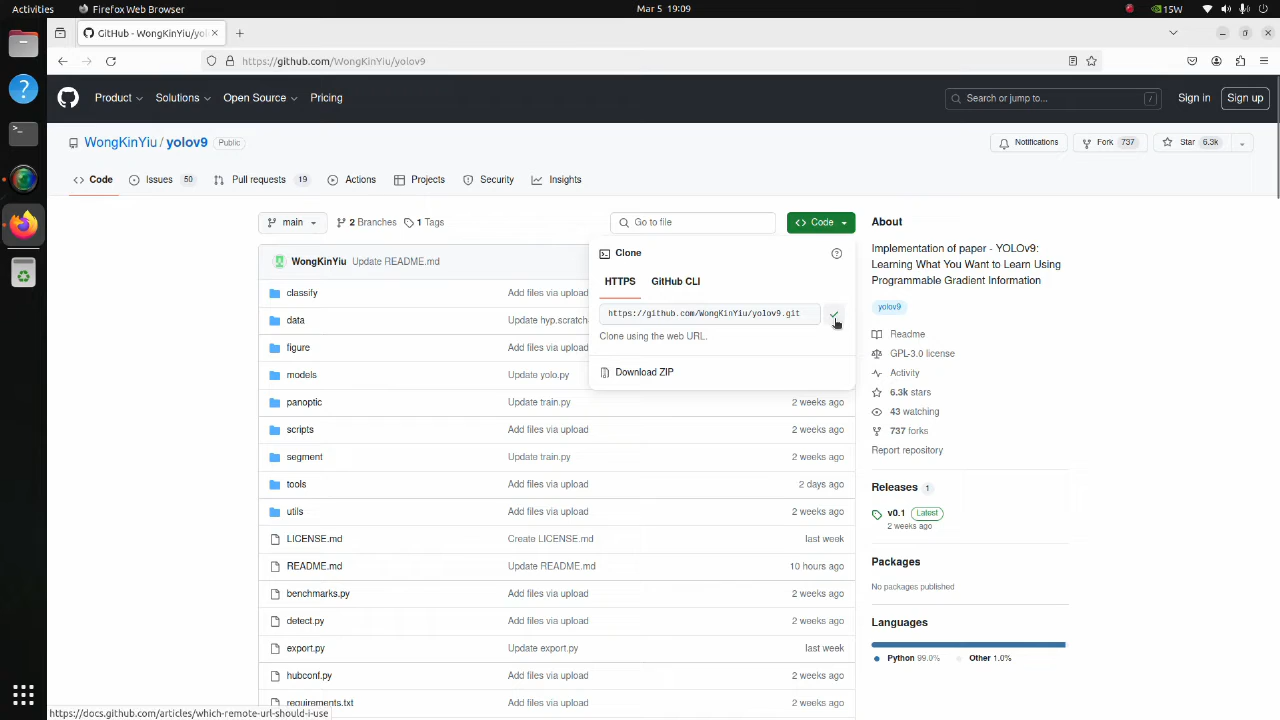 Activities Firefox Web Browser Mar 5 19:09 15W
GitHub - WongKinYiu/yol
https://github.com/WongKinYiu/yolov9
Product Solutions Open Source Pricing Search or jump to... / Sign in Sign up
WongKinYiu / yolov9 Public Notifications Fork 737 Star 6.3k
Code Issues 50 Pull requests 19 Actions Projects Security Insights
main 2 Branches 1 Tags Go to file Code
About
Implementation of paper - YOLOv9:
Learning What You Want to Learn Using
Programmable Gradient Information
yolov9
Readme
GPL-3.0 license
Activity
6.3k stars
43 watching
737 forks
Report repository
Releases 1
v0.1 Latest
2 weeks ago
Packages
No packages published
Languages
Python 99.0% Other 1.0%
Clone
HTTPS GitHub CLI
https://github.com/WongKinYiu/yolov9.git
Clone using the web URL.
Download ZIP
WongKinYiu Update README.md
classify Add files via upload
data Update hyp.scratch
figure Add files via upload
models Update yolo.py
panoptic Update train.py 2 weeks ago
scripts Add files via upload 2 weeks ago
segment Update train.py 2 weeks ago
tools Add files via upload 2 days ago
utils Add files via upload 2 weeks ago
LICENSE.md Create LICENSE.md last week
README.md Update README.md 10 hours ago
benchmarks.py Add files via upload 2 weeks ago
detect.py Add files via upload 2 weeks ago
export.py Update export.py last week
hubconf.py Add files via upload 2 weeks ago
requirements.txt Add files via upload 2 weeks ago
https://docs.github.com/articles/which-remote-url-should-i-use